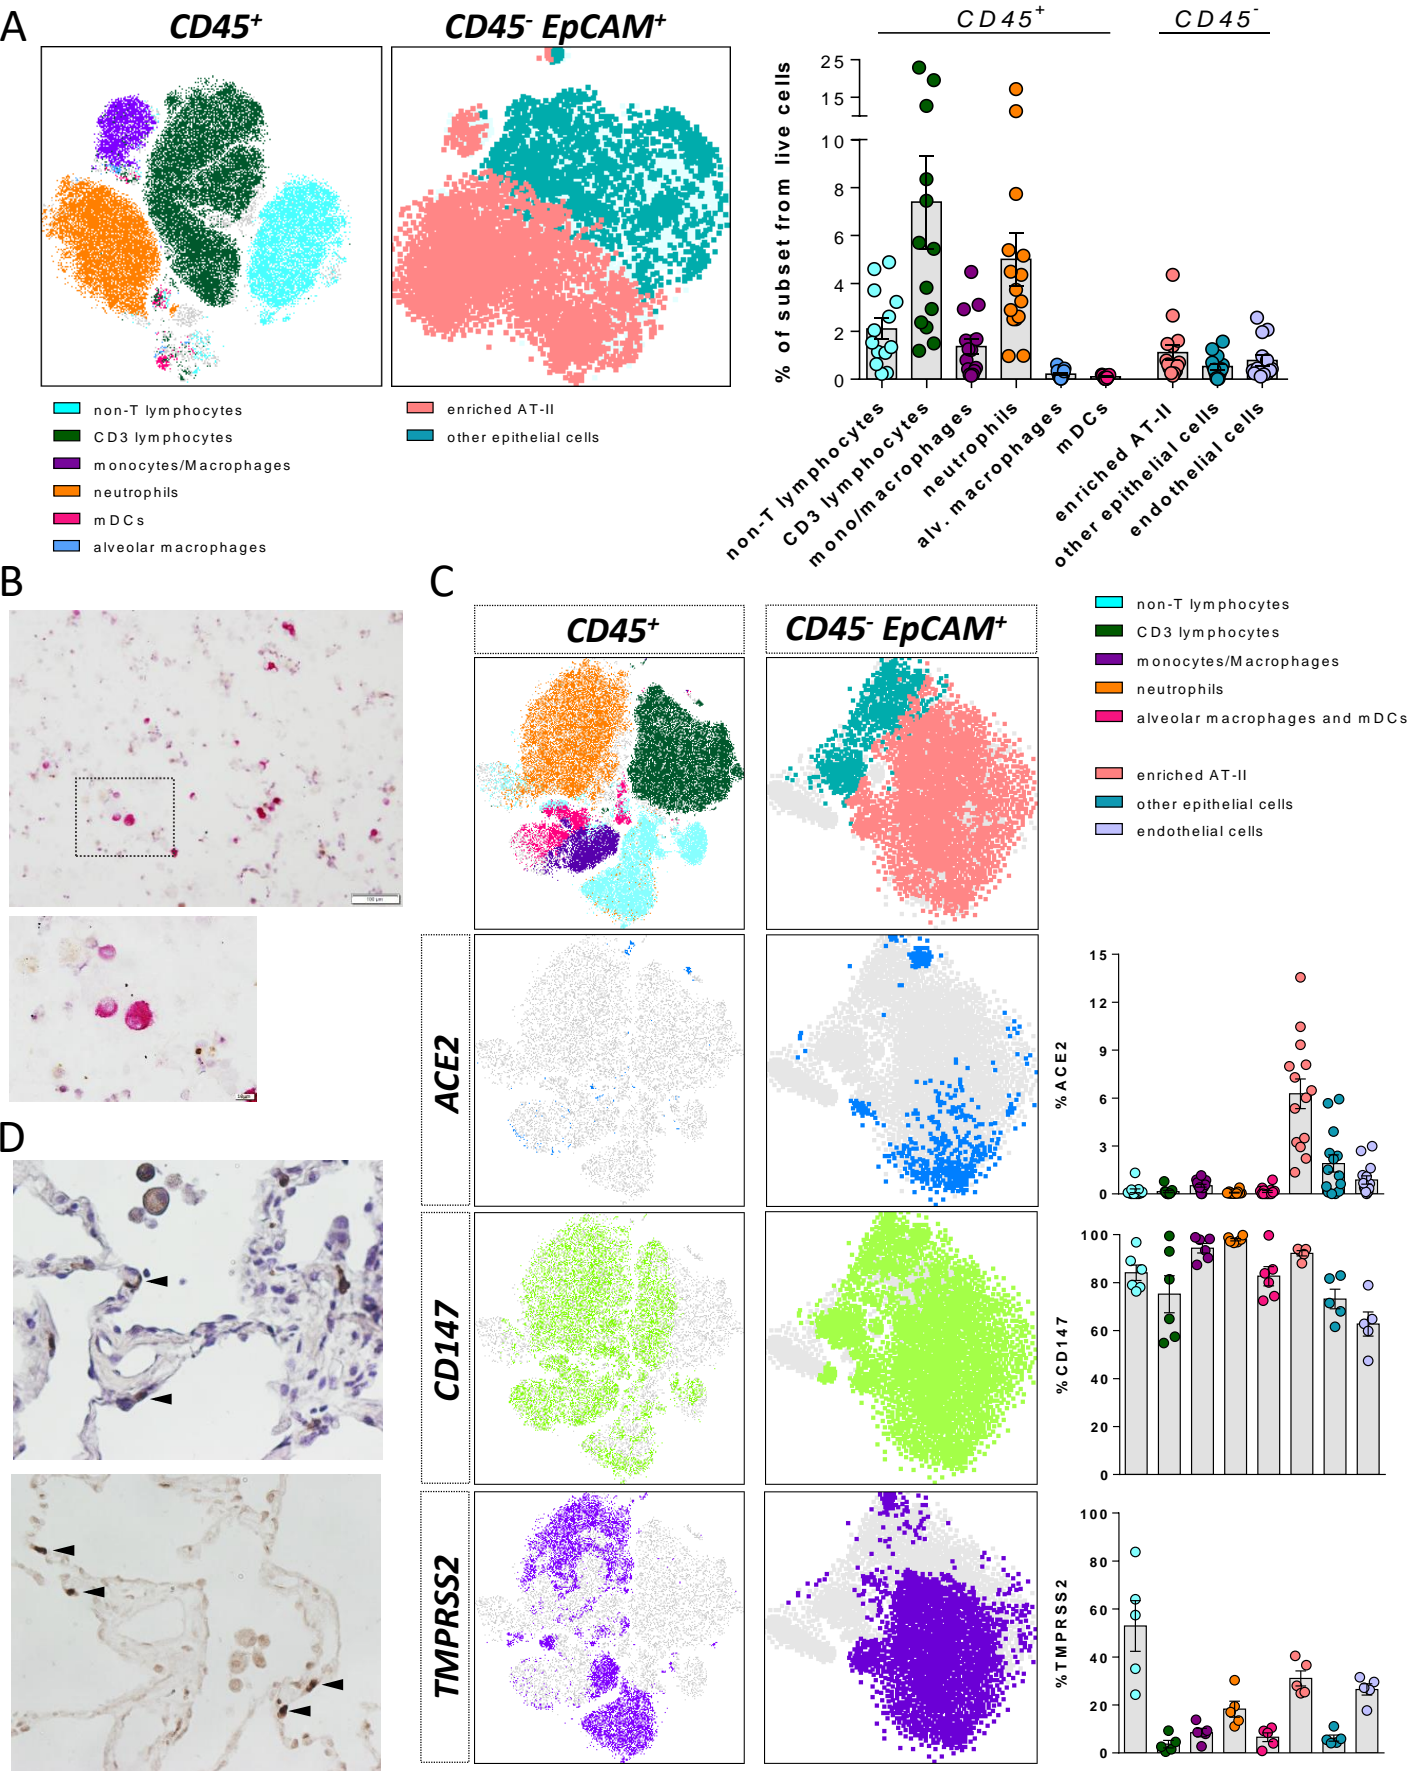 A
CD45+
CD45- EpCAM+
CD45+
CD45-
% of subset from live cells
25
15
10
8
6
4
2
0
non-T lymphocytes
CD3 lymphocytes
mono/macrophages
neutrophils
alv. macrophages
mDCs
enriched AT-II
other epithelial cells
endothelial cells
non-T lymphocytes
CD3 lymphocytes
monocytes/Macrophages
neutrophils
mDCs
alveolar macrophages
enriched AT-II
other epithelial cells
B
100 µm
C
CD45+
CD45- EpCAM+
non-T lymphocytes
CD3 lymphocytes
monocytes/Macrophages
neutrophils
alveolar macrophages and mDCs
enriched AT-II
other epithelial cells
endothelial cells
ACE2
%ACE2
15
12
9
6
3
0
D
CD147
%CD147
100
80
60
40
20
0
TMPRSS2
%TMPRSS2
100
80
60
40
20
0